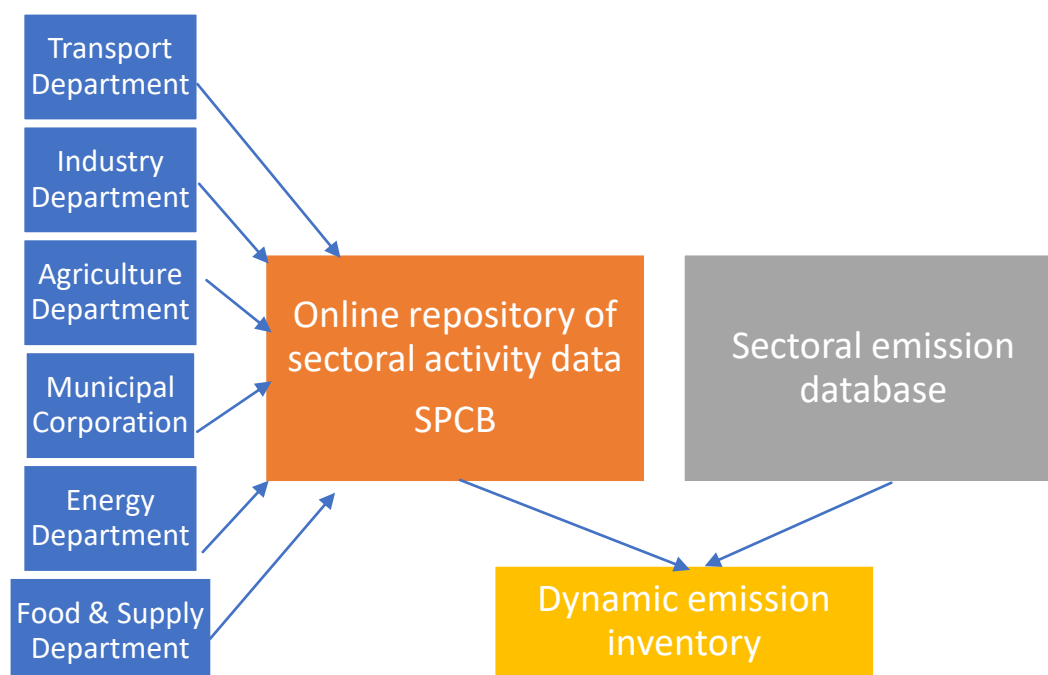 Transport
Department
Industry
Department
Agriculture
Department
Municipal
Corporation
Energy
Department
Food & Supply
Department
Online repository of
sectoral activity data
SPCB
Sectoral emission
database
Dynamic emission
inventory